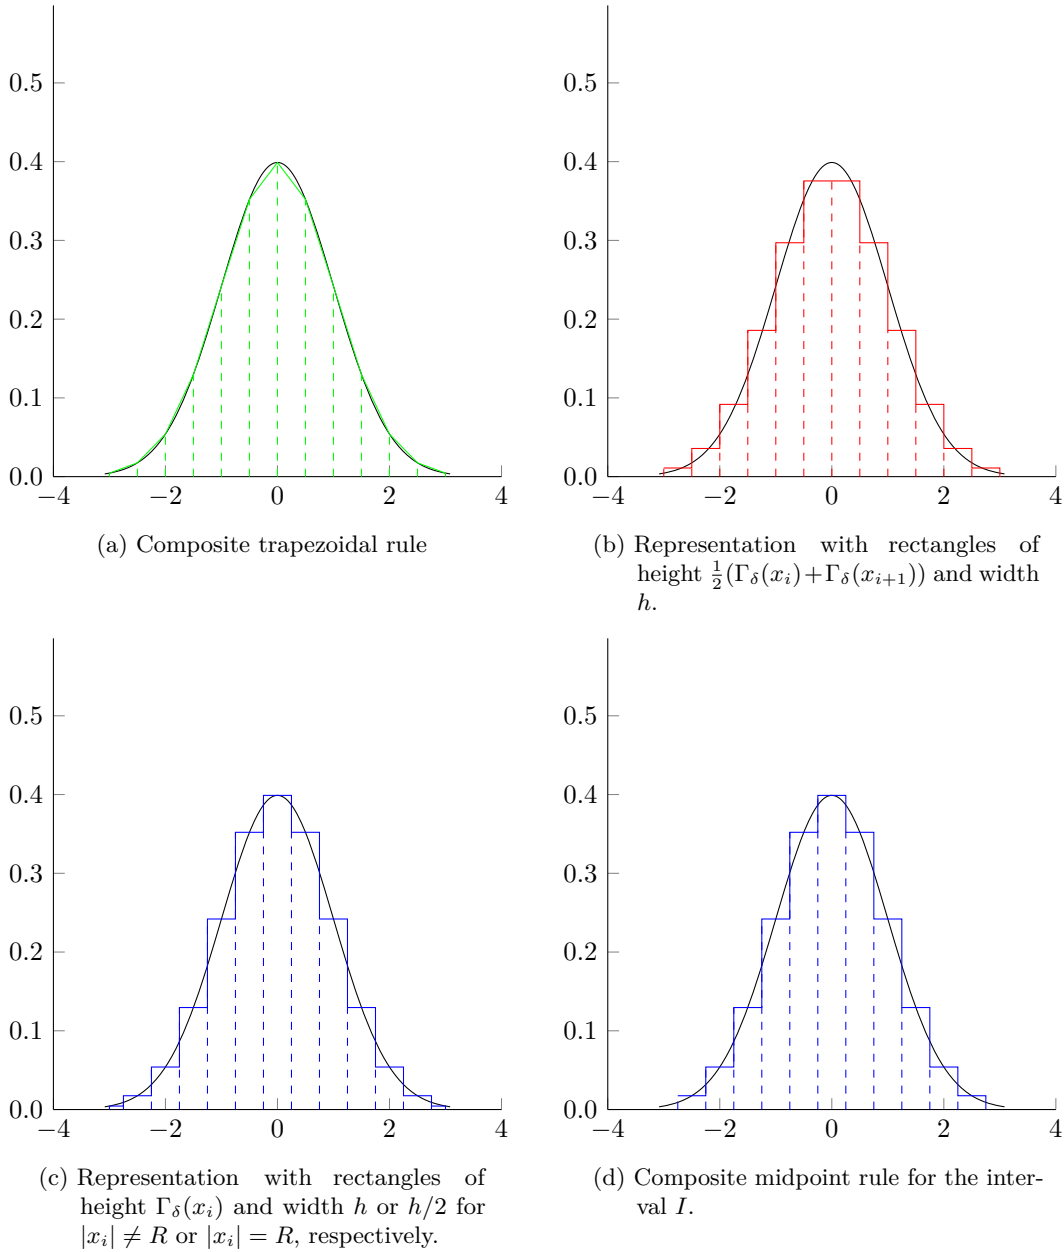 0.5
0.4
0.3
0.2
0.1
0.0
−4 −2 0 2 4
(a) Composite trapezoidal rule
0.5
0.4
0.3
0.2
0.1
0.0
−4 −2 0 2 4
(b) Representation with rectangles of
height ½(Γδ(xᵢ)+Γδ(xᵢ₊₁)) and width
h.
0.5
0.4
0.3
0.2
0.1
0.0
−4 −2 0 2 4
(c) Representation with rectangles of
height Γδ(xᵢ) and width h or h/2 for
|xᵢ| ≠ R or |xᵢ| = R, respectively.
0.5
0.4
0.3
0.2
0.1
0.0
−4 −2 0 2 4
(d) Composite midpoint rule for the inter-
val I.